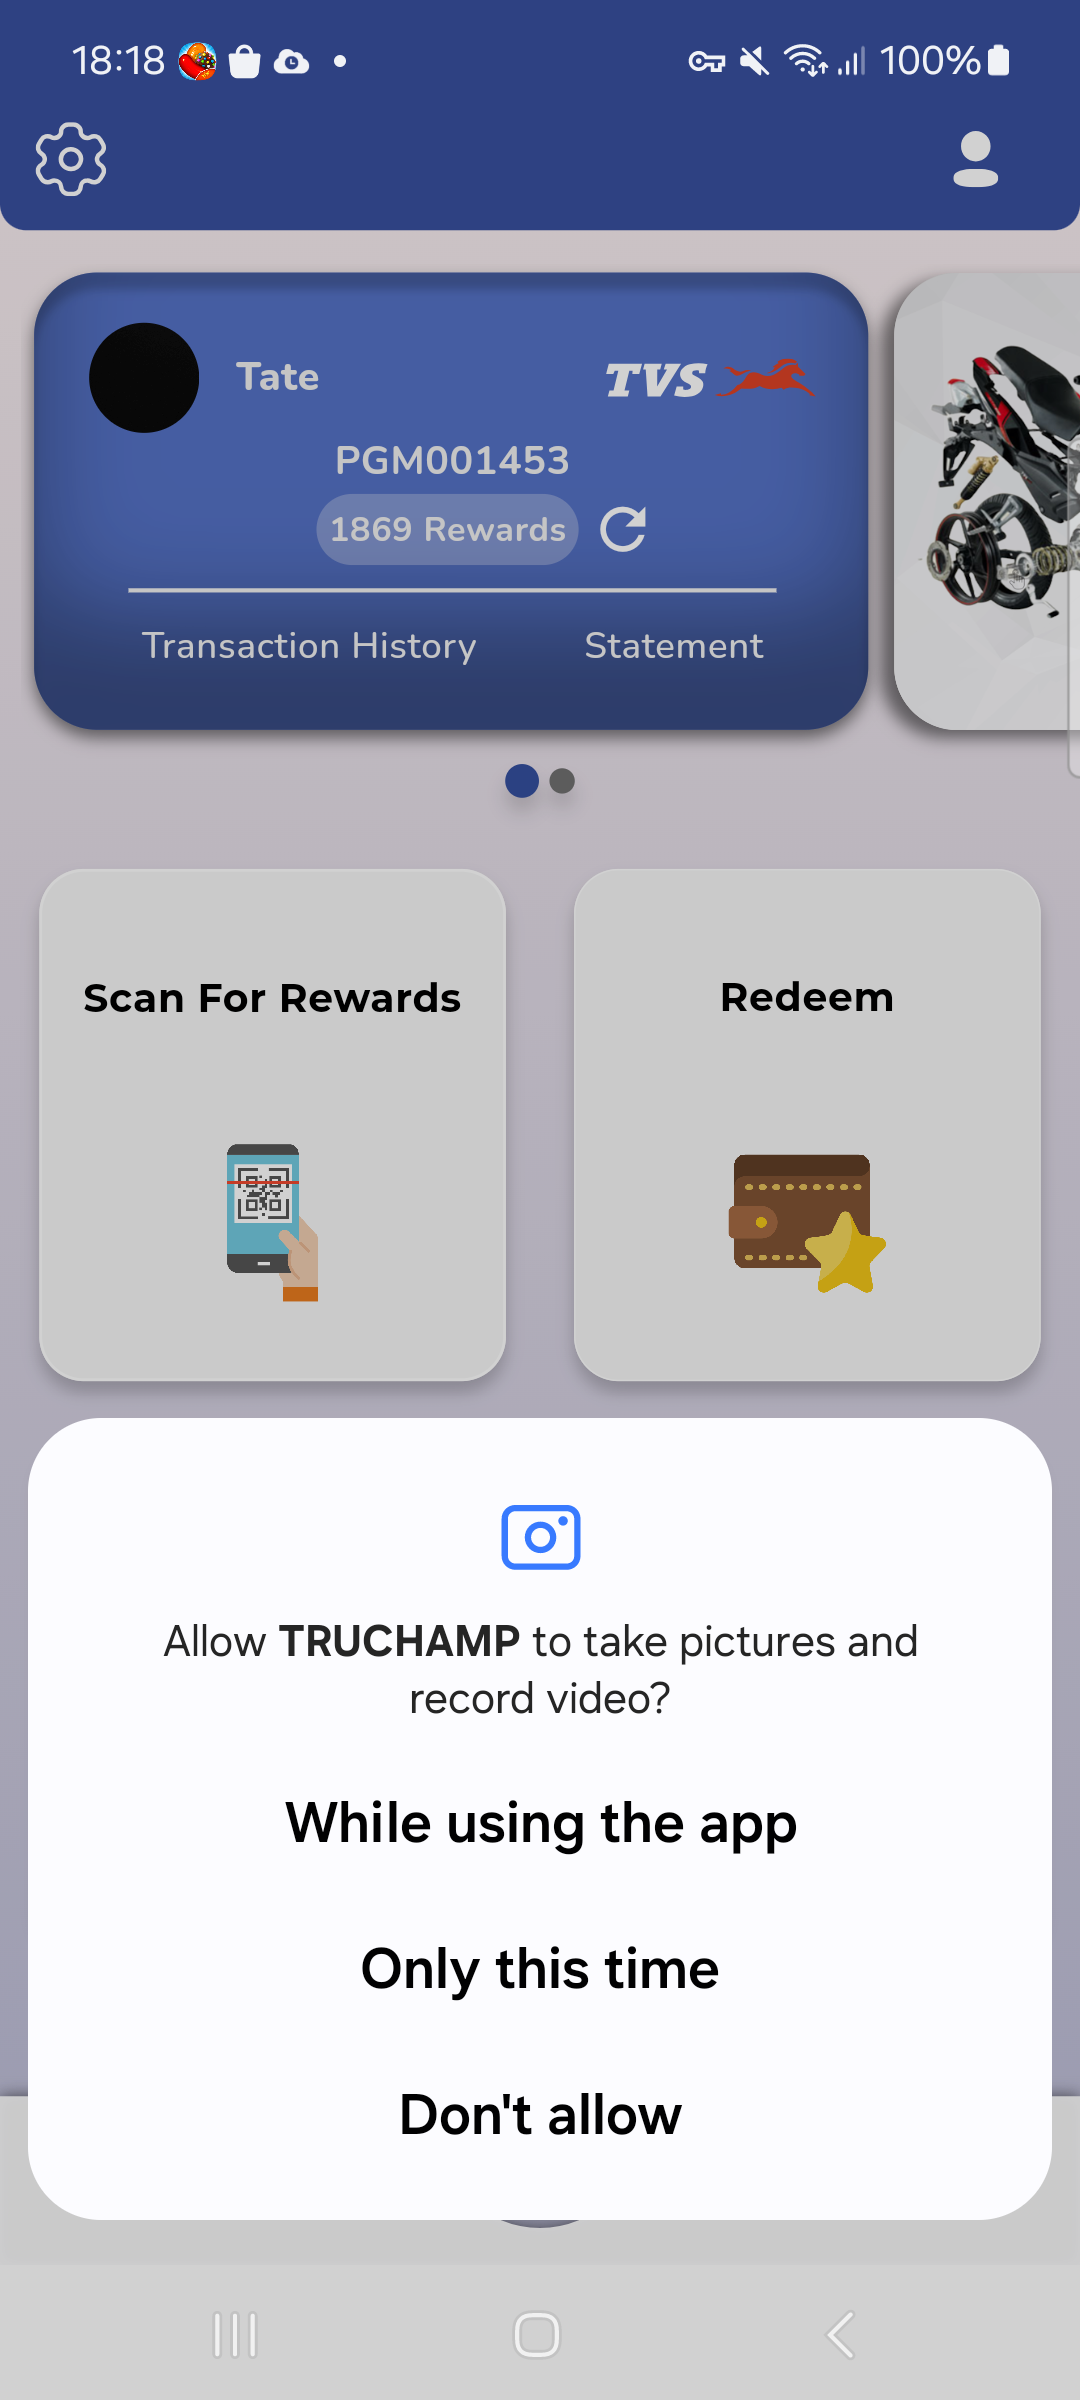 18:18
100%
Tate
TVS
PGM001453
1869 Rewards
Transaction History Statement
Scan For Rewards
Redeem
Allow TRUCHAMP to take pictures and
record video?
While using the app
Only this time
Don't allow